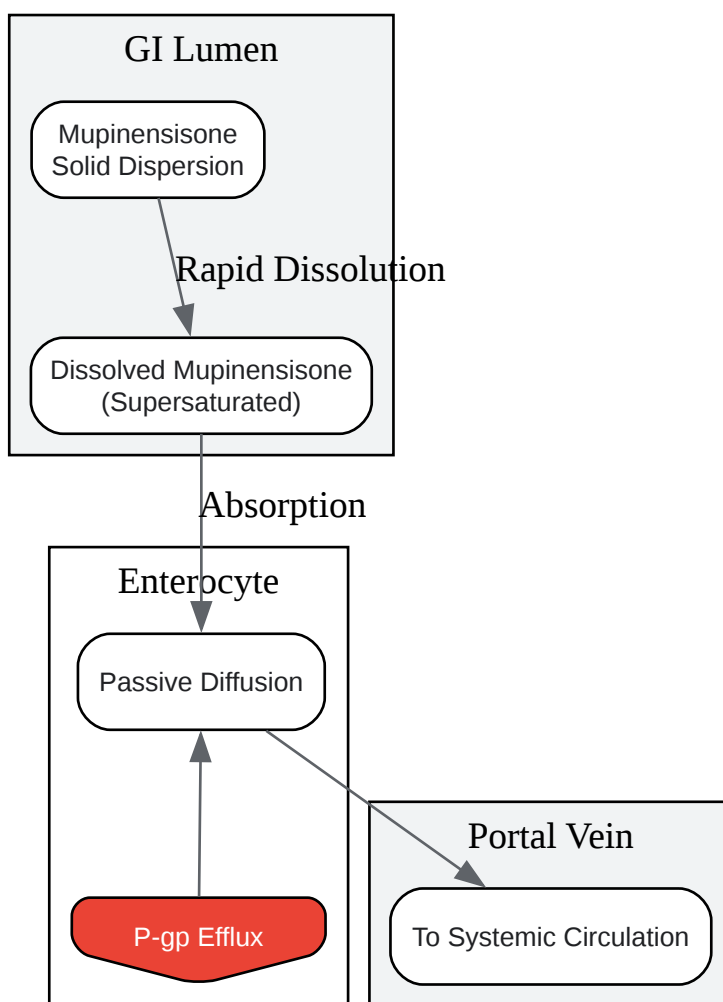 GI Lumen
Mupinensisone
Solid Dispersion
Rapid Dissolution
Dissolved Mupinensisone
(Supersaturated)
Absorption
Enterocyte
Passive Diffusion
Portal Vein
P-gp Efflux
To Systemic Circulation